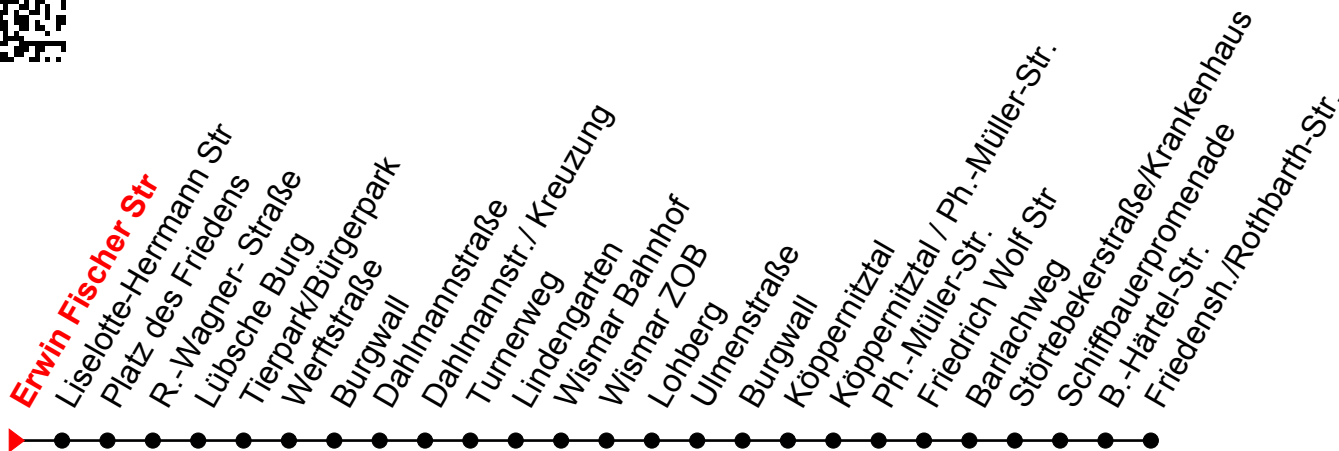 Erwin Fischer Str
Liselotte-Herrmann Str
Platz des Friedens
R.-Wagner- Straße
Lübsche Burg
Tierpark/Bürgerpark
Werftstraße
Burgwall
Dahlmannstraße
Dahlmannstr./ Kreuzung
Turnerweg
Lindengarten
Wismar Bahnhof
Wismar ZOB
Lohberg
Ulmenstraße
Burgwall
Köppernitztal
Köppernitztal / Ph.-Müller-Str.
Ph.-Müller-Str.
Friedrich Wolf Str
Barlachweg
Störtebekerstraße/Krankenhaus
Schiffbauerpromenade
B.-Härtel-Str.
Friedensh./Rothbarth-Str.